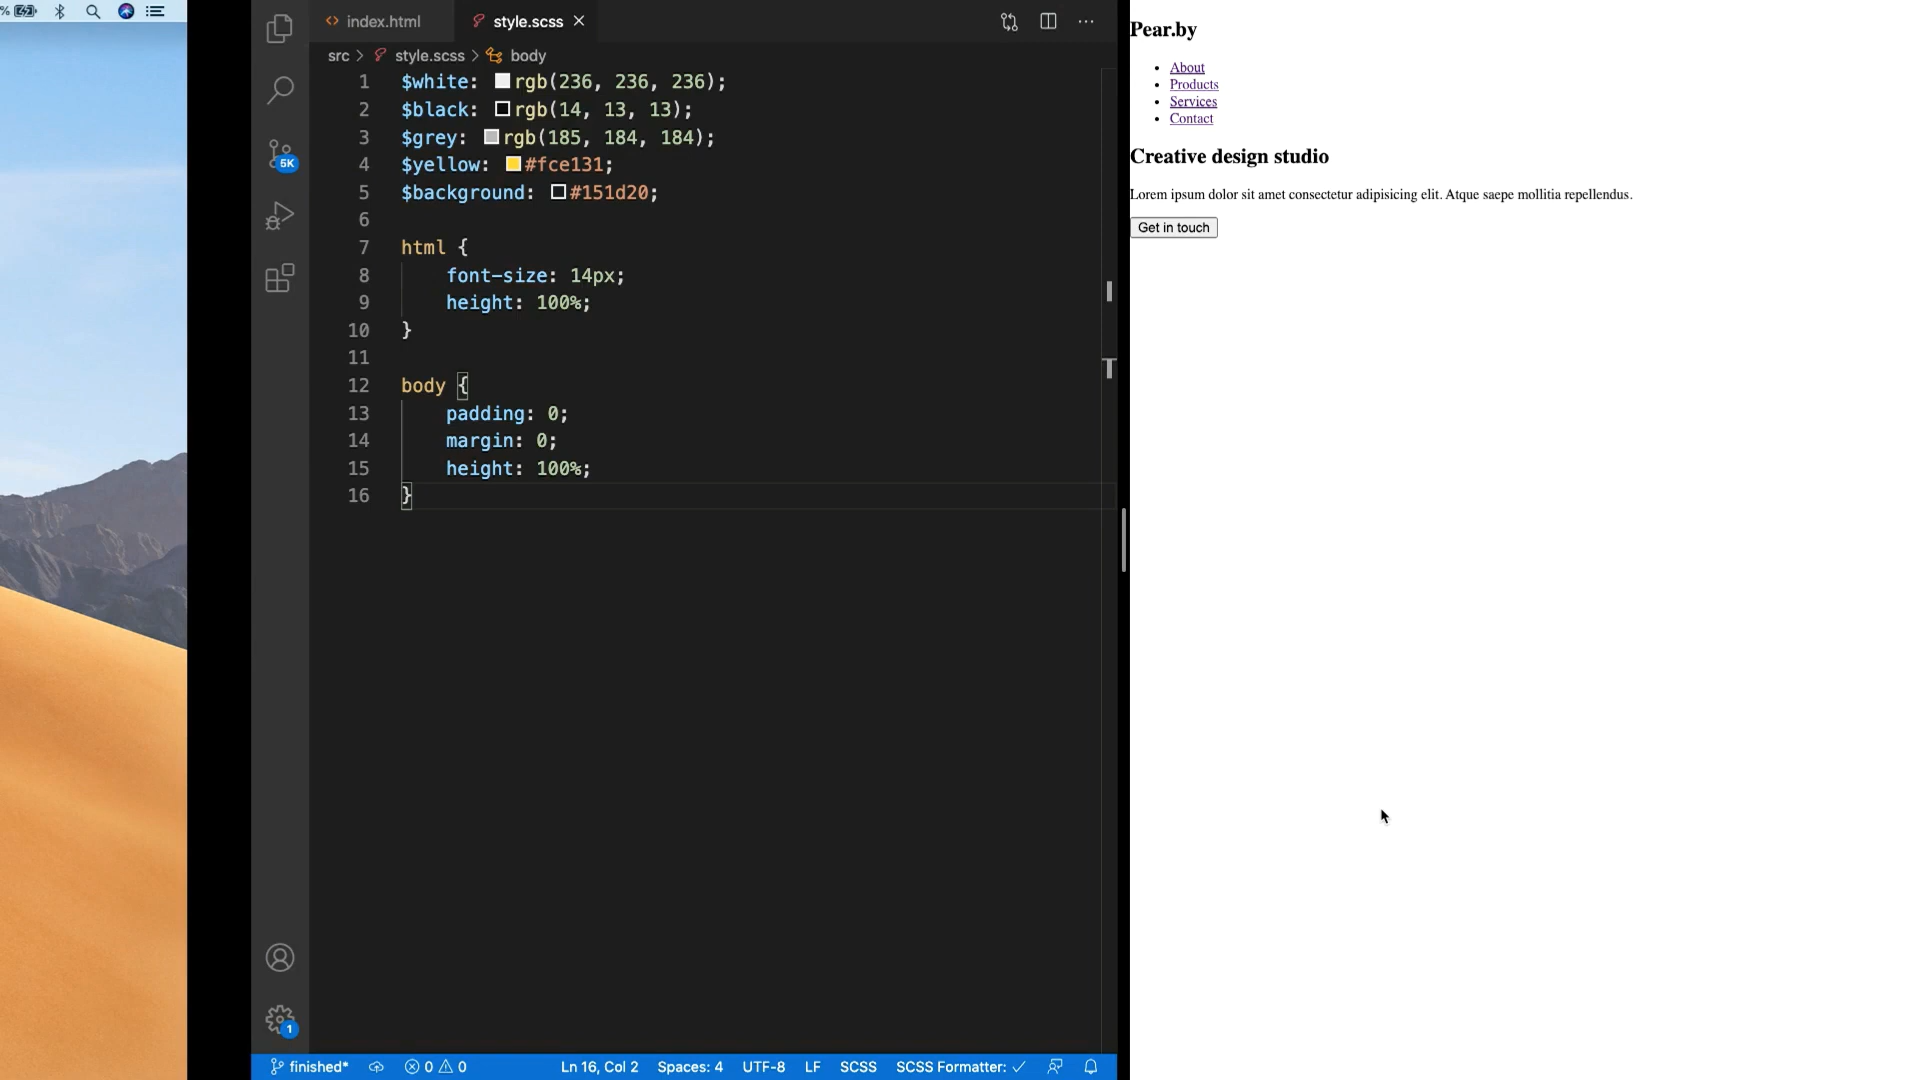 %
index.html
style.scss
src > style.scss > body
5K
1
1 $white: rgb(236, 236, 236);
2 $black: rgb(14, 13, 13);
3 $grey: rgb(185, 184, 184);
4 $yellow: #fce131;
5 $background: #151d20;
6
7 html {
8 font-size: 14px;
9 height: 100%;
10 }
11
12 body {
13 padding: 0;
14 margin: 0;
15 height: 100%;
16 }
finished* 0 0 Ln 16, Col 2 Spaces: 4 UTF-8 LF SCSS SCSS Formatter: ✓
Pear.by
• About
• Products
• Services
• Contact
Creative design studio
Lorem ipsum dolor sit amet consectetur adipisicing elit. Atque saepe mollitia repellendus.
Get in touch